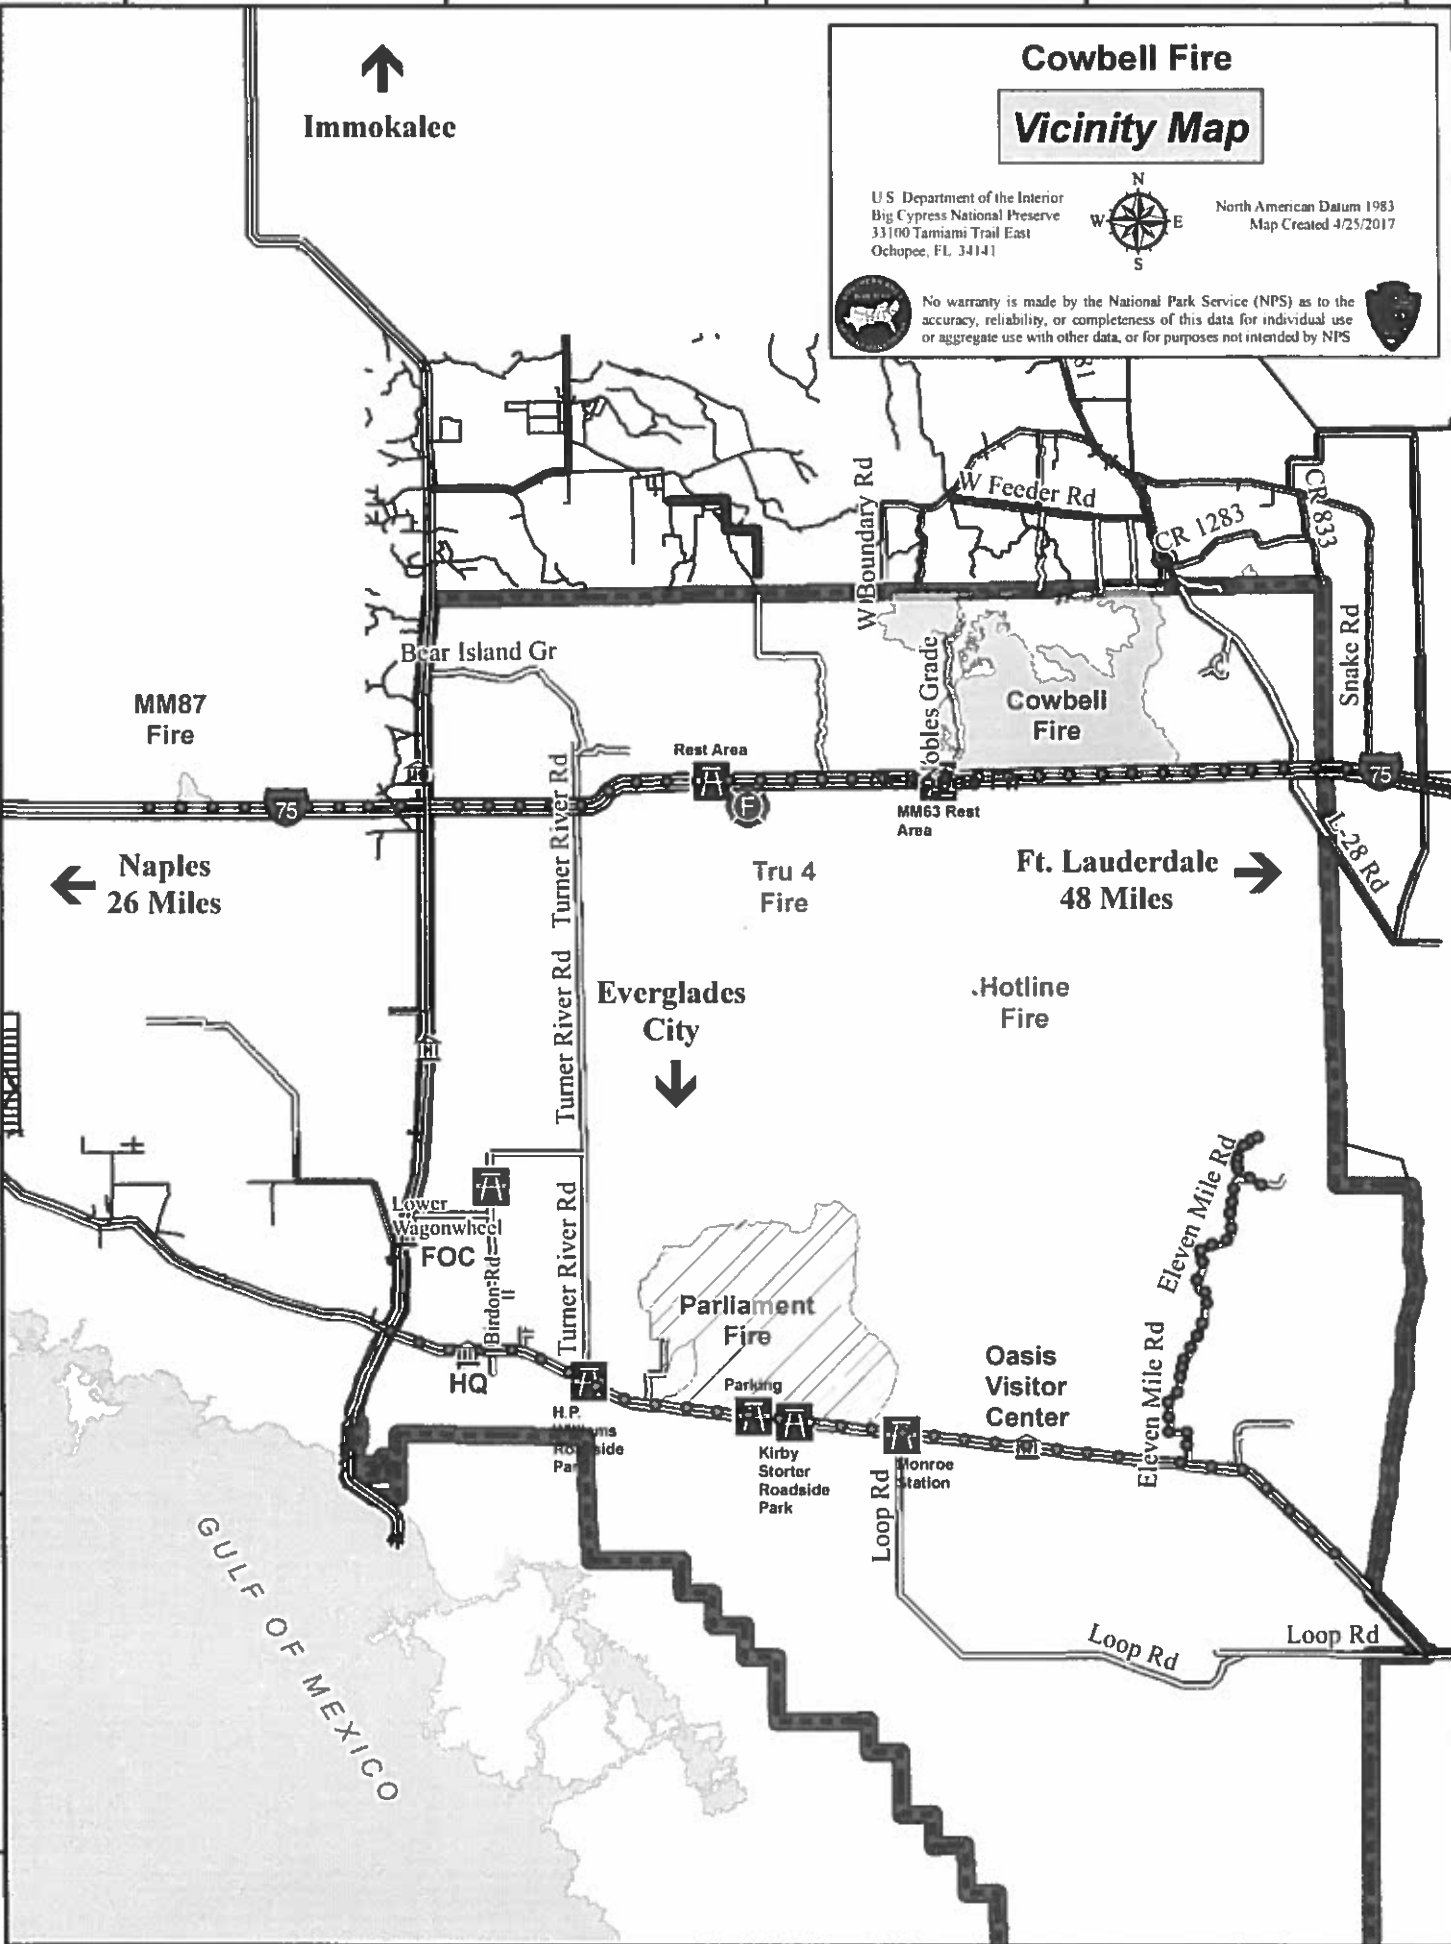 Cowbell Fire
Vicinity Map
U S Department of the Interior
Big Cypress National Preserve
33100 Tamiami Trail East
Ochopee, FL 34141
N
W
E
S
North American Datum 1983
Map Created 4/25/2017
No warranty is made by the National Park Service (NPS) as to the
accuracy, reliability, or completeness of this data for individual use
or aggregate use with other data, or for purposes not intended by NPS
Immokalee
W Boundary Rd
W Feeder Rd
CR 1283
CR 833
Snake Rd
Bear Island Gr
MM87
Fire
obles Grade
Cowbell
Fire
Rest Area
75
75
F
MM63 Rest
Area
Turner River Rd
Naples
26 Miles
Tru 4
Fire
Ft. Lauderdale
48 Miles
L-28 Rd
Turner River Rd
Everglades
City
Hotline
Fire
Eleven Mile Rd
Lower
Wagonwheel
FOC
Birdon Rd
Turner River Rd
Parliament
Fire
Eleven Mile Rd
HQ
Parking
Oasis
Visitor
Center
H.P.
Roadside
Kirby
Storter
Roadside
Park
Monroe
Station
Loop Rd
Loop Rd
Loop Rd
GULF OF MEXICO